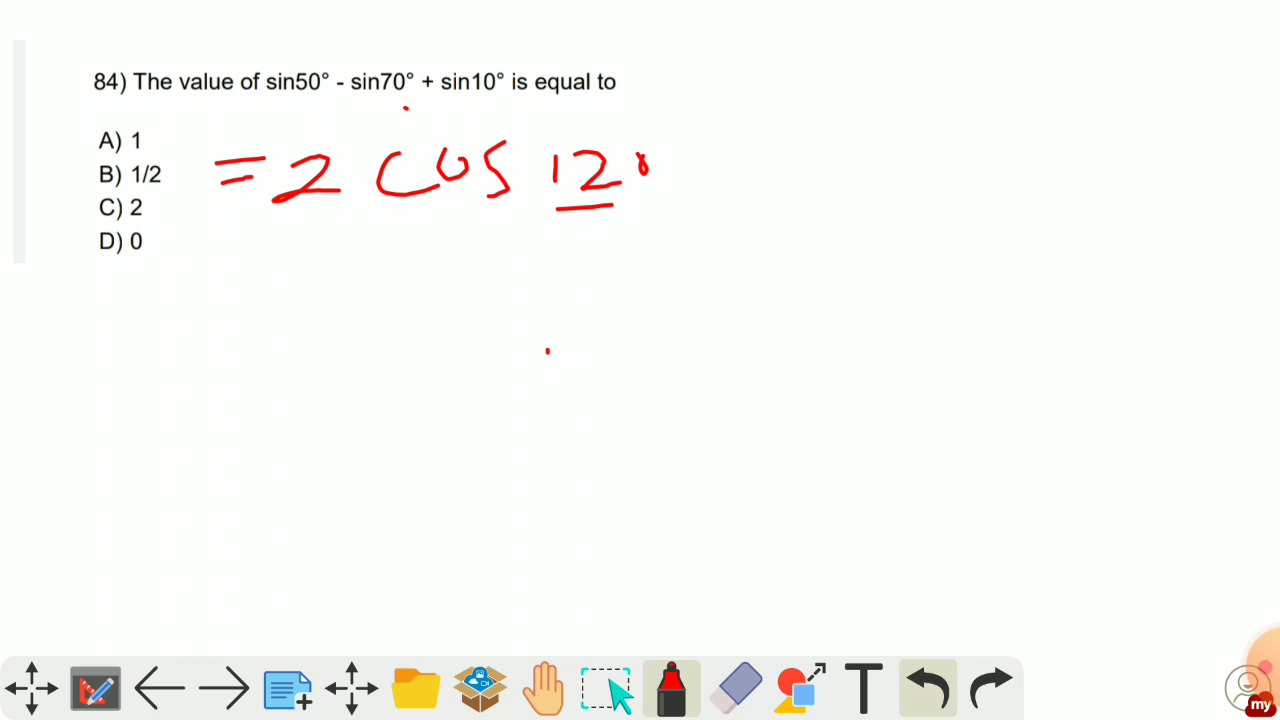 84) The value of sin50° - sin70° + sin10° is equal to
A) 1
B) 1/2
C) 2
D) 0
= 2 cos 12
T
my